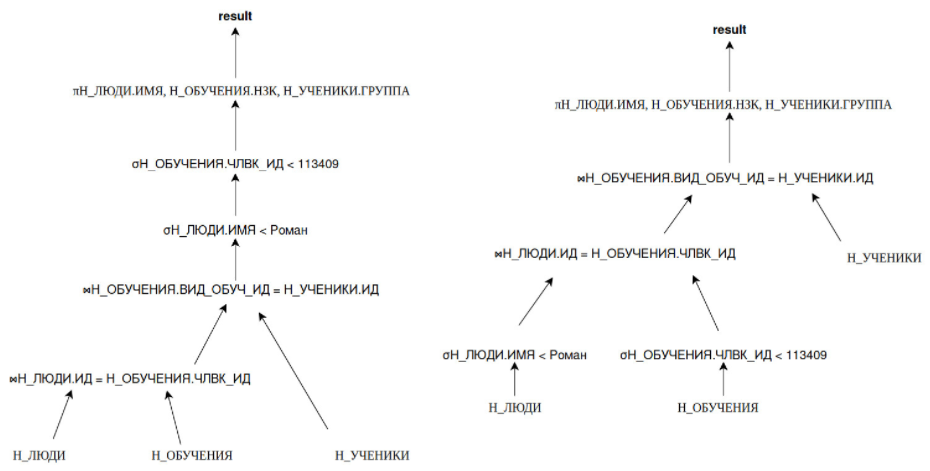 result
πН_ЛЮДИ.ИМЯ, Н_ОБУЧЕНИЯ.НЗК, Н_УЧЕНИКИ.ГРУППА
σН_ОБУЧЕНИЯ.ЧЛВК_ИД < 113409
σН_ЛЮДИ.ИМЯ < Роман
⋈Н_ОБУЧЕНИЯ.ВИД_ОБУЧ_ИД = Н_УЧЕНИКИ.ИД
⋈Н_ЛЮДИ.ИД = Н_ОБУЧЕНИЯ.ЧЛВК_ИД
Н_ЛЮДИ
Н_ОБУЧЕНИЯ
Н_УЧЕНИКИ
result
πН_ЛЮДИ.ИМЯ, Н_ОБУЧЕНИЯ.НЗК, Н_УЧЕНИКИ.ГРУППА
⋈Н_ОБУЧЕНИЯ.ВИД_ОБУЧ_ИД = Н_УЧЕНИКИ.ИД
⋈Н_ЛЮДИ.ИД = Н_ОБУЧЕНИЯ.ЧЛВК_ИД
Н_УЧЕНИКИ
σН_ЛЮДИ.ИМЯ < Роман
σН_ОБУЧЕНИЯ.ЧЛВК_ИД < 113409
Н_ЛЮДИ
Н_ОБУЧЕНИЯ